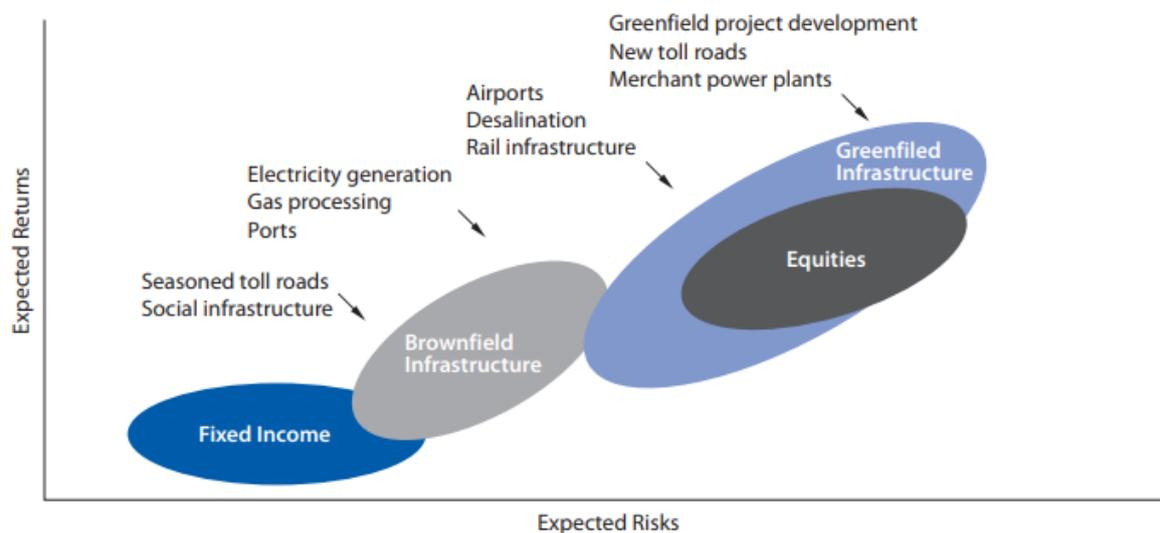 Greenfield project development
New toll roads
Merchant power plants
Airports
Desalination
Rail infrastructure
Electricity generation
Gas processing
Ports
Seasoned toll roads
Social infrastructure
Greenfiled
Infrastructure
Equities
Brownfield
Infrastructure
Fixed Income
Expected Returns
Expected Risks